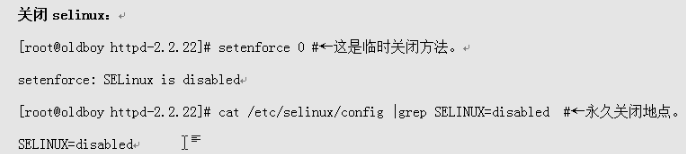 关闭 selinux：
[root@oldboy httpd-2.2.22]# setenforce 0 #←这是临时关闭方法。
setenforce: SELinux is disabled
[root@oldboy httpd-2.2.22]# cat /etc/selinux/config |grep SELINUX=disabled #←永久关闭地点。
SELINUX=disabled